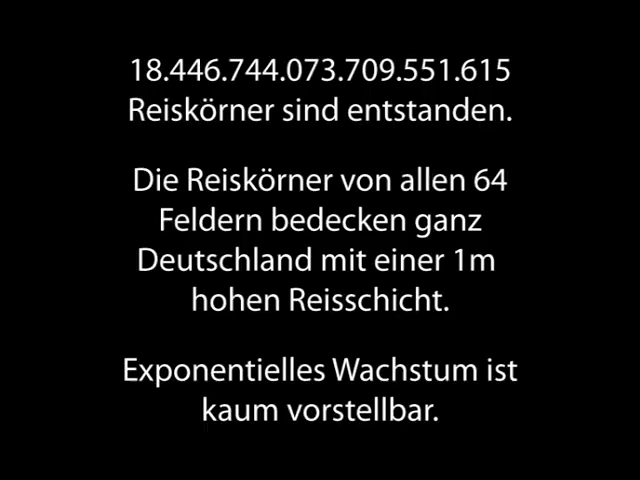 18.446.744.073.709.551.615
Reiskörner sind entstanden.
Die Reiskörner von allen 64
Feldern bedecken ganz
Deutschland mit einer 1m
hohen Reisschicht.
Exponentielles Wachstum ist
kaum vorstellbar.